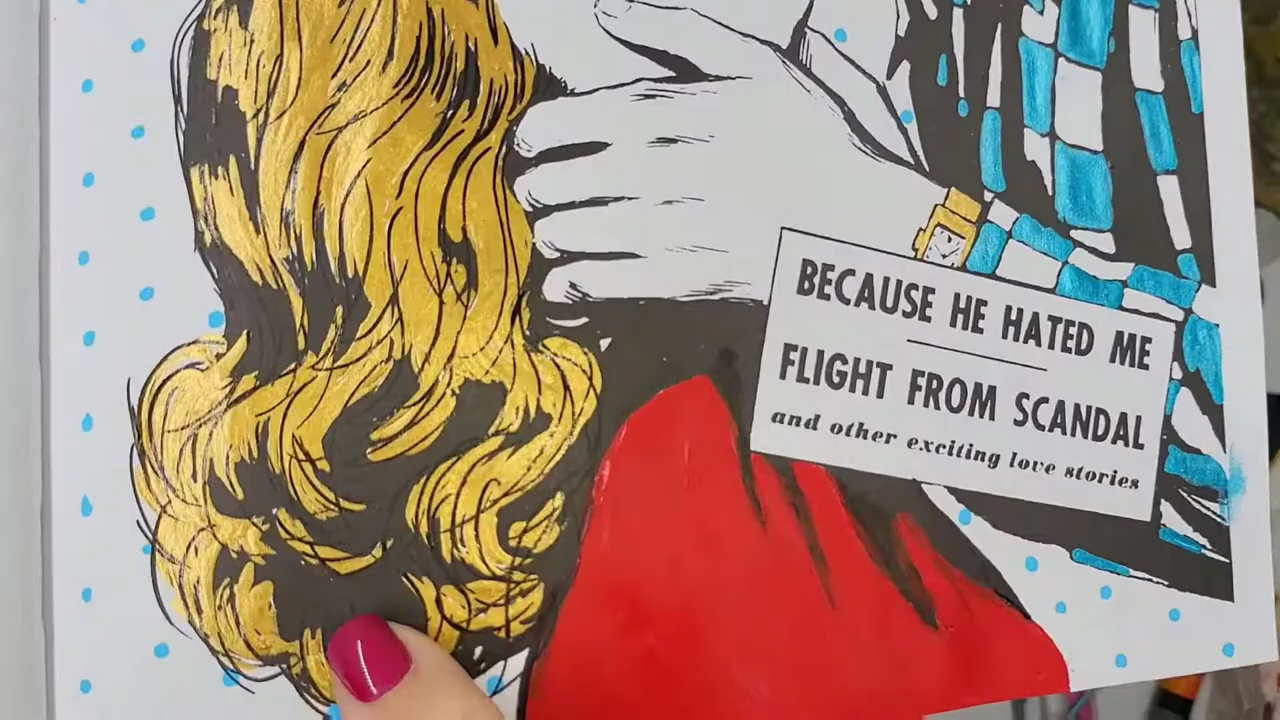 BECAUSE HE HATED ME
FLIGHT FROM SCANDAL
and other exciting love stories